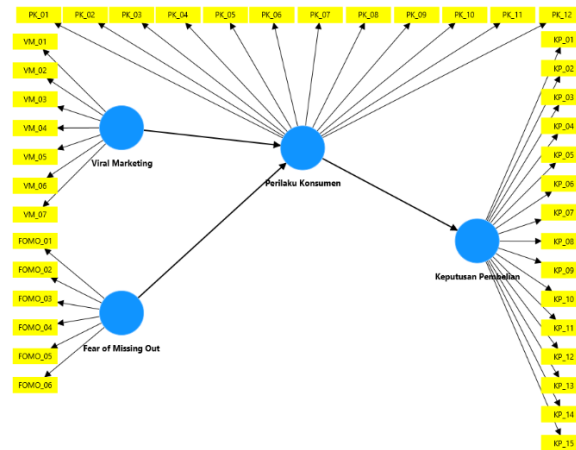 PK_01 PK_02 PK_03 PK_04 PK_05 PK_06 PK_07 PK_08 PK_09 PK_10 PK_11 PK_12
VM_01
VM_02
VM_03
VM_04
VM_05
VM_06
VM_07
Viral Marketing
FOMO_01
FOMO_02
FOMO_03
FOMO_04
FOMO_05
FOMO_06
Fear of Missing Out
Perilaku Konsumen
Keputusan Pembelian
KP_01
KP_02
KP_03
KP_04
KP_05
KP_06
KP_07
KP_08
KP_09
KP_10
KP_11
KP_12
KP_13
KP_14
KP_15